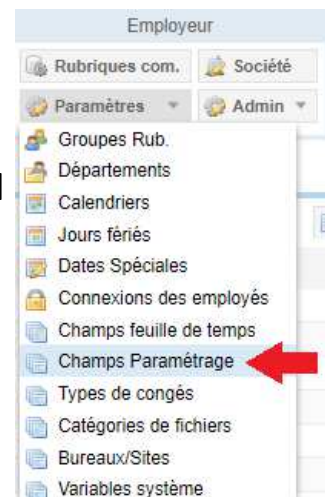 Employeur
Rubriques com. Société
Paramètres Admin
Groupes Rub.
Départements
Calendriers
Jours fériés
Dates Spéciales
Connexions des employés
Champs feuille de temps
Champs Paramétrage
Types de congés
Catégories de fichiers
Bureaux/Sites
Variables système